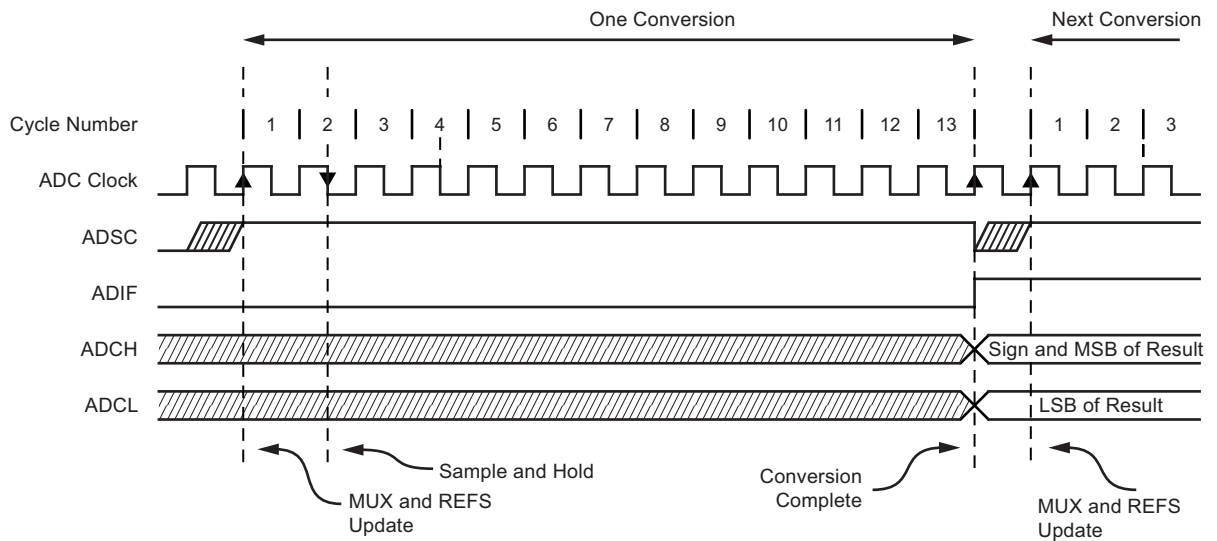 One Conversion
Next Conversion
Cycle Number
1 2 3 4 5 6 7 8 9 10 11 12 13 1 2 3
ADC Clock
ADSC
ADIF
ADCH
Sign and MSB of Result
ADCL
LSB of Result
Sample and Hold
MUX and REFS
Update
Conversion
Complete
MUX and REFS
Update